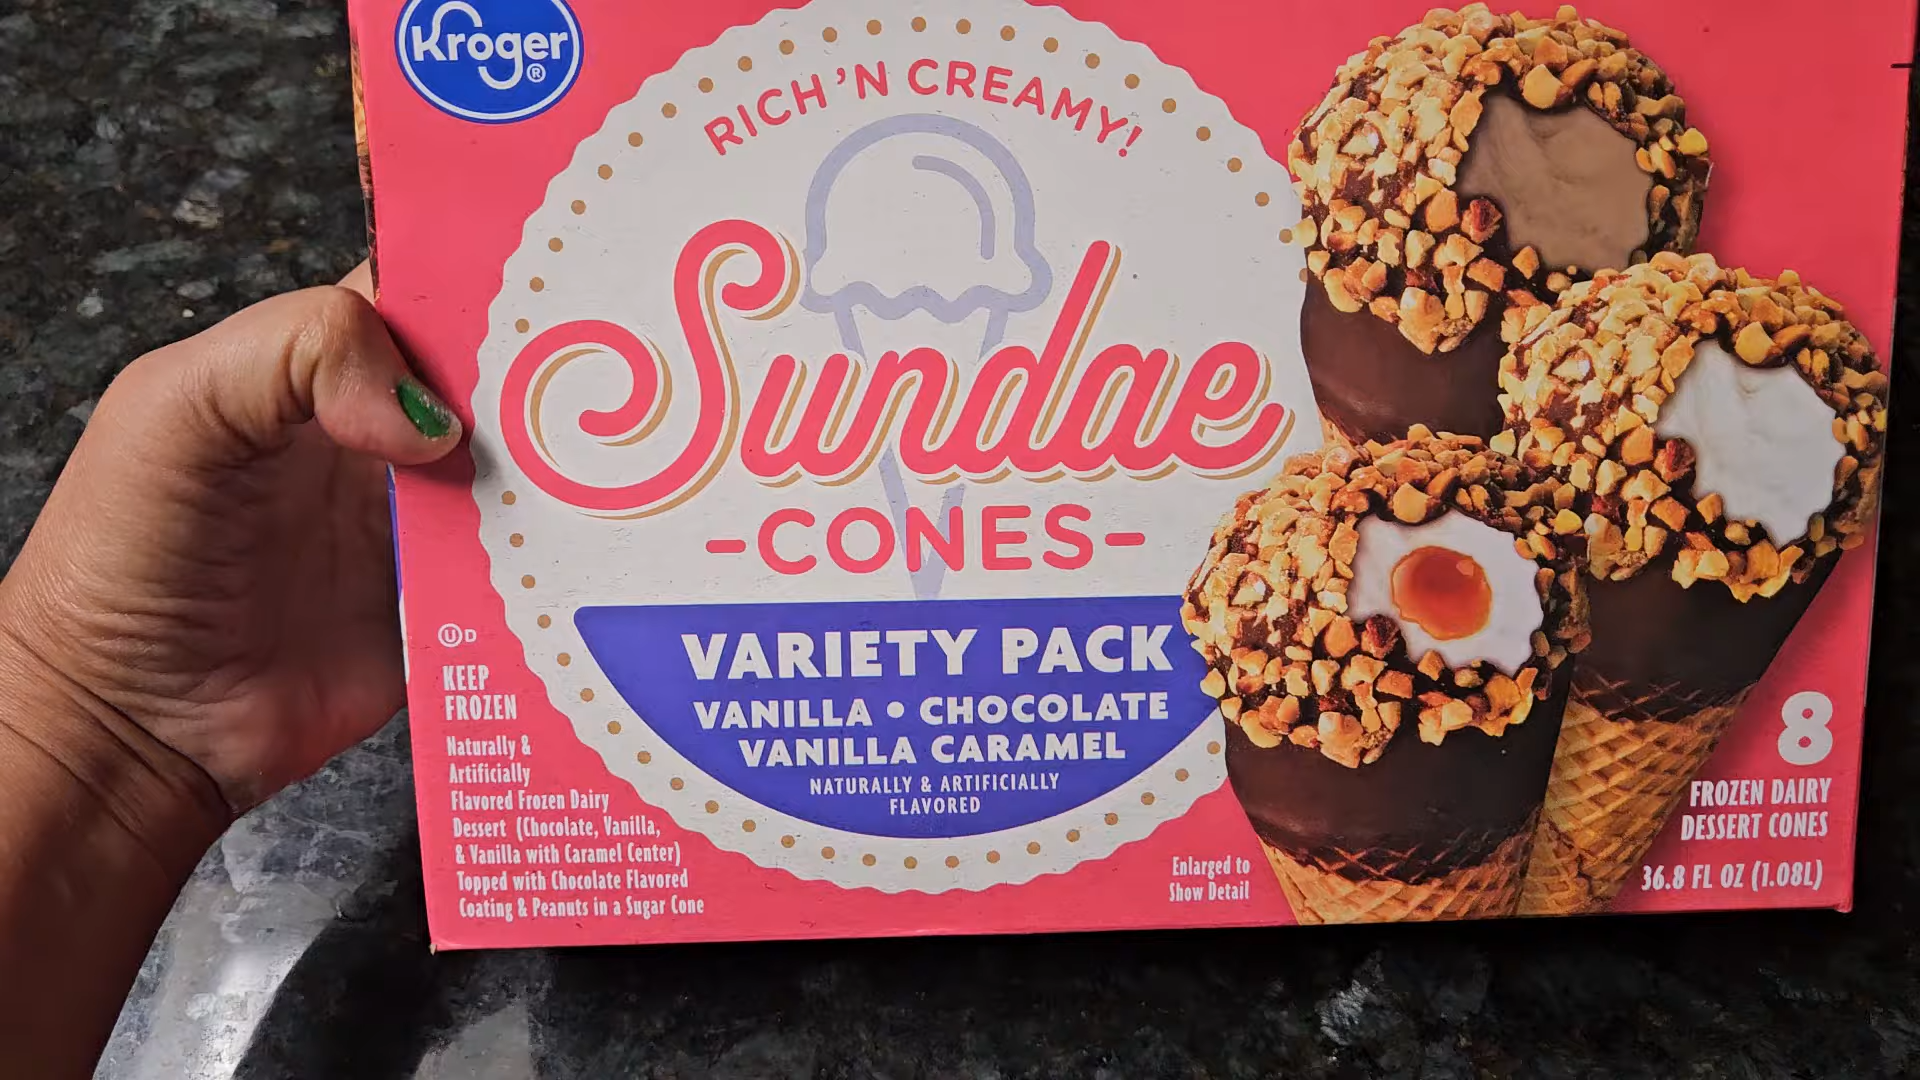 Kroger®
RICH 'N CREAMY!
Sundae
-CONES-
VARIETY PACK
VANILLA • CHOCOLATE
VANILLA CARAMEL
NATURALLY & ARTIFICIALLY
FLAVORED
U D
KEEP
FROZEN
Naturally &
Artificially
Flavored Frozen Dairy
Dessert (Chocolate, Vanilla,
& Vanilla with Caramel Center)
Topped with Chocolate Flavored
Coating & Peanuts in a Sugar Cone
Enlarged to
Show Detail
8
FROZEN DAIRY
DESSERT CONES
36.8 FL OZ (1.08L)